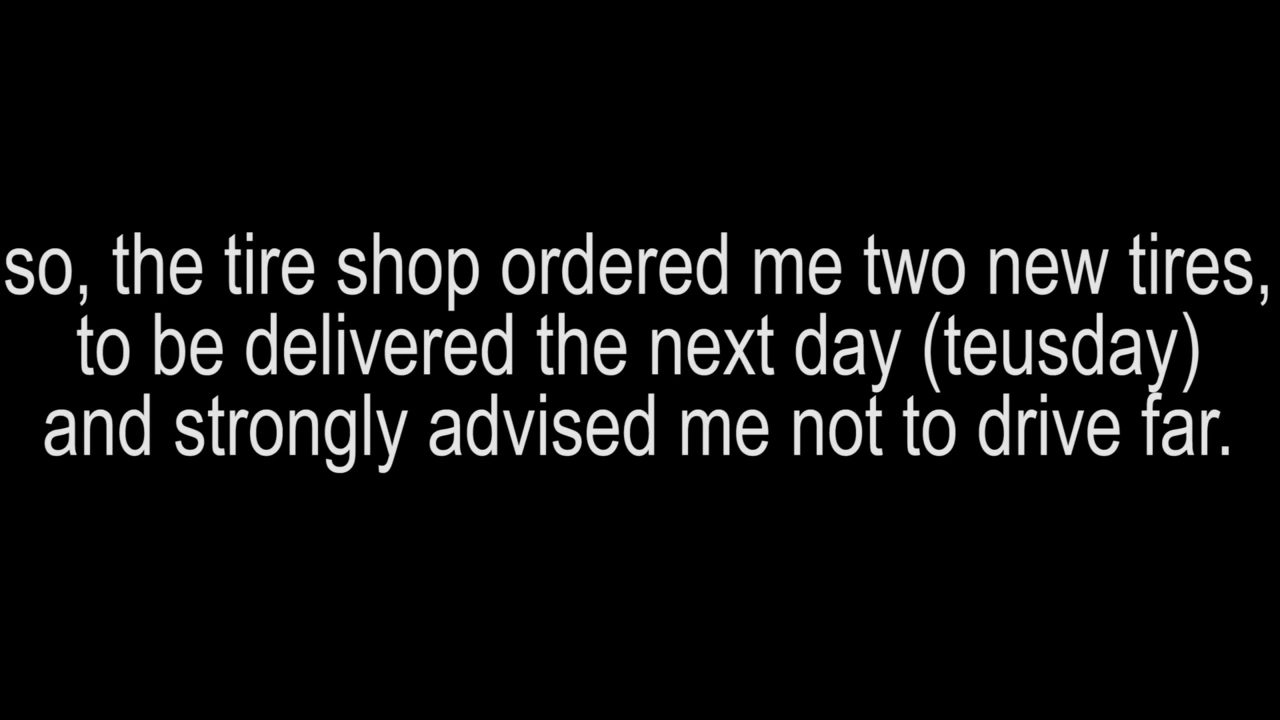 so, the tire shop ordered me two new tires,
to be delivered the next day (teusday)
and strongly advised me not to drive far.